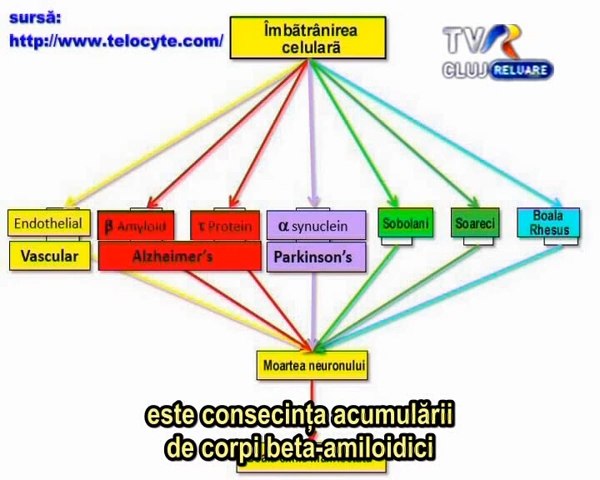 sursă:
http://www.telocyte.com/
Îmbătrânirea
celulară
TVR
CLUJ RELUARE
Endothelial
β Amyloid
τ Protein
α synuclein
Sobolani
Soareci
Boala
Rhesus
Vascular
Alzheimer's
Parkinson's
Moartea neuronului
este consecința acumulării
de corpi beta-amiloidici